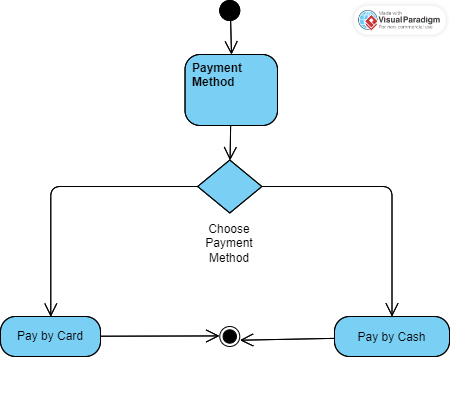 Made with
Visual Paradigm
For non-commercial use
Payment
Method
Choose
Payment
Method
Pay by Card
Pay by Cash